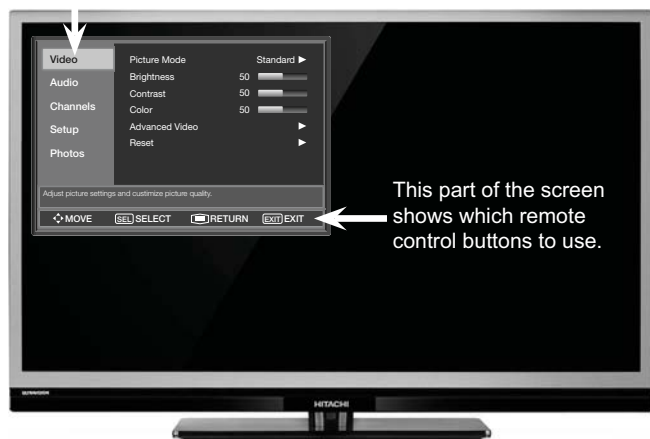 Video
Audio
Channels
Setup
Photos
Picture Mode Standard
Brightness 50
Contrast 50
Color 50
Advanced Video
Reset
Adjust picture settings and custimize picture quality.
MOVE SEL SELECT RETURN EXIT EXIT
This part of the screen
shows which remote
control buttons to use.
ULTRAVISION
HITACHI